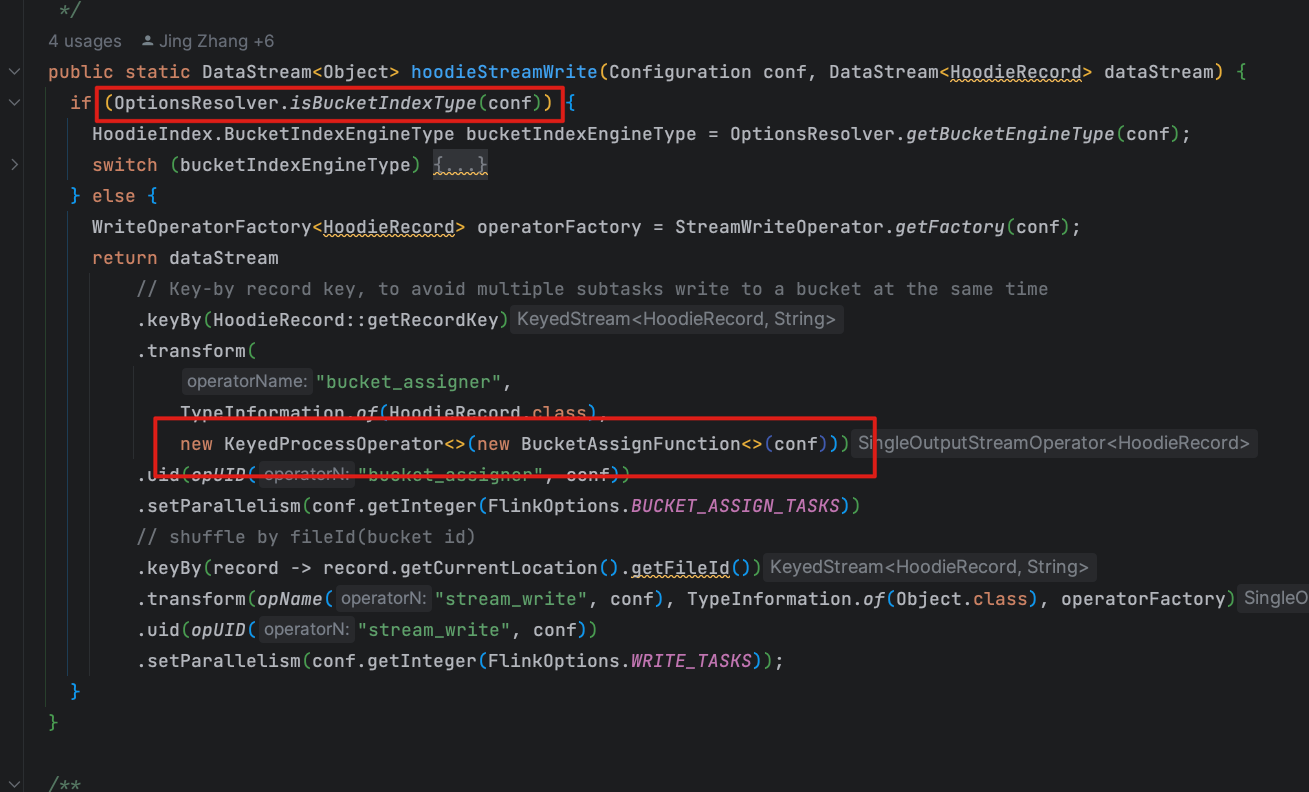 */
4 usages Jing Zhang +6
public static DataStream<Object> hoodieStreamWrite(Configuration conf, DataStream<HoodieRecord> dataStream) {
if (OptionsResolver.isBucketIndexType(conf)) {
HoodieIndex.BucketIndexEngineType bucketIndexEngineType = OptionsResolver.getBucketEngineType(conf);
switch (bucketIndexEngineType) {...}
} else {
WriteOperatorFactory<HoodieRecord> operatorFactory = StreamWriteOperator.getFactory(conf);
return dataStream
// Key-by record key, to avoid multiple subtasks write to a bucket at the same time
.keyBy(HoodieRecord::getRecordKey) KeyedStream<HoodieRecord, String>
.transform(
operatorName: "bucket_assigner",
TypeInformation.of(HoodieRecord.class),
new KeyedProcessOperator<>(new BucketAssignFunction<>(conf))) SingleOutputStreamOperator<HoodieRecord>
.uid(opUID( operatorN: "bucket_assigner", conf))
.setParallelism(conf.getInteger(FlinkOptions.BUCKET_ASSIGN_TASKS))
// shuffle by fileId(bucket id)
.keyBy(record -> record.getCurrentLocation().getFileId()) KeyedStream<HoodieRecord, String>
.transform(opName( operatorN: "stream_write", conf), TypeInformation.of(Object.class), operatorFactory) SingleO
.uid(opUID( operatorN: "stream_write", conf))
.setParallelism(conf.getInteger(FlinkOptions.WRITE_TASKS));
}
}
/**